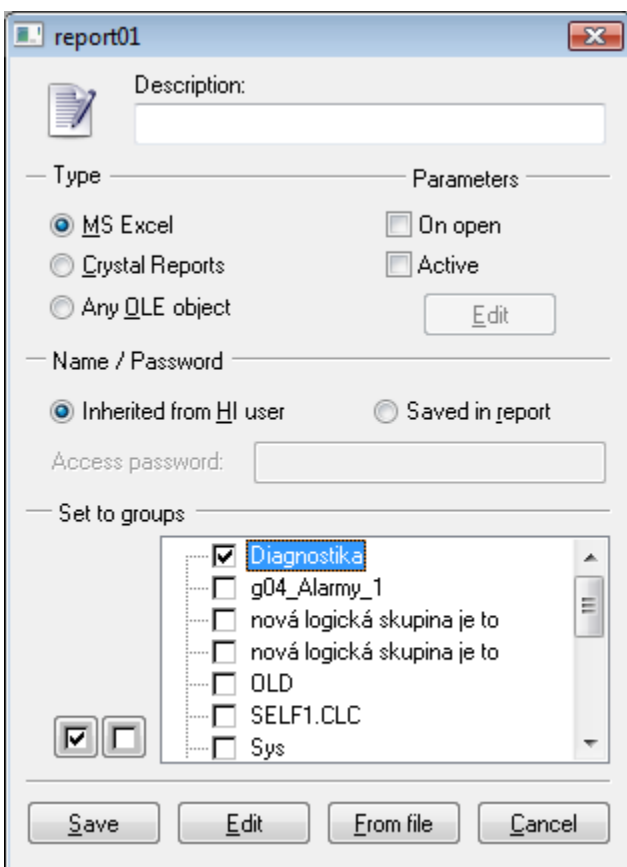 report01
Description:
Type
Parameters
MS Excel
On open
Crystal Reports
Active
Any OLE object
Edit
Name / Password
Inherited from HI user
Saved in report
Access password:
Set to groups
Diagnostika
g04_Alarmy_1
nová logická skupina je to
nová logická skupina je to
OLD
SELF1.CLC
Sys
Save
Edit
From file
Cancel